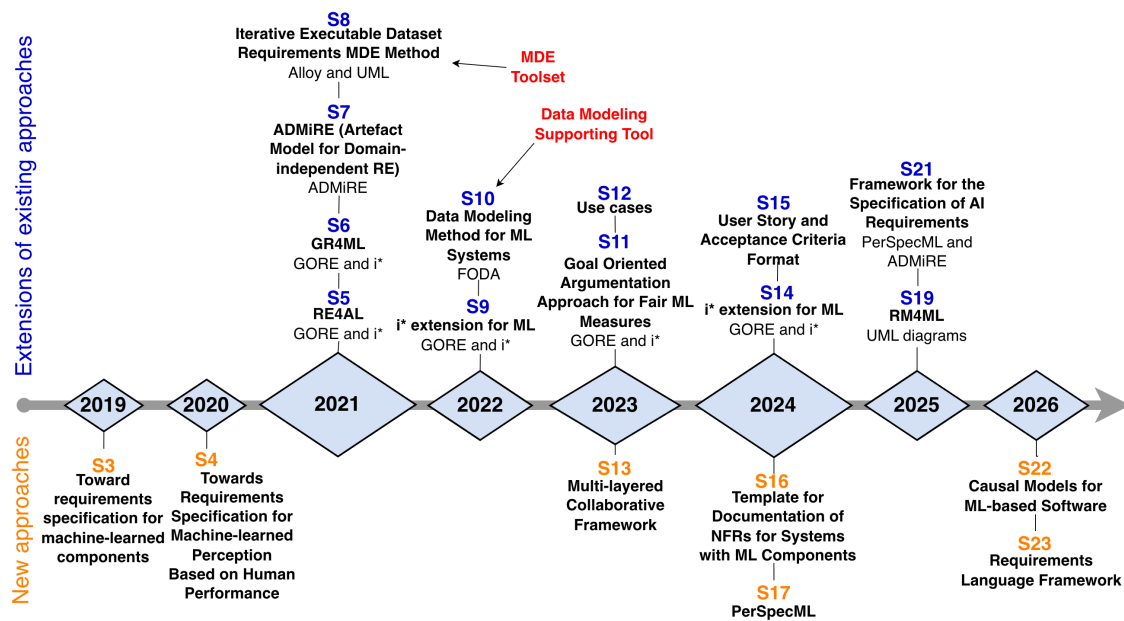 Extensions of existing approaches
New approaches
S8
Iterative Executable Dataset
Requirements MDE Method
Alloy and UML
MDE
Toolset
S7
ADMiRE (Artefact
Model for Domain-
independent RE)
ADMiRE
S6
GR4ML
GORE and i*
S5
RE4AL
GORE and i*
Data Modeling
Supporting Tool
S10
Data Modeling
Method for ML
Systems
FODA
S9
i* extension for ML
GORE and i*
S12
Use cases
S11
Goal Oriented
Argumentation
Approach for Fair ML
Measures
GORE and i*
S15
User Story and
Acceptance Criteria
Format
S14
i* extension for ML
GORE and i*
S21
Framework for the
Specification of AI
Requirements
PerSpecML and
ADMiRE
S19
RM4ML
UML diagrams
2019
2020
2021
2022
2023
2024
2025
2026
S3
Toward
requirements
specification for
machine-learned
components
S4
Towards
Requirements
Specification for
Machine-learned
Perception
Based on Human
Performance
S13
Multi-layered
Collaborative
Framework
S16
Template for
Documentation of
NFRs for Systems
with ML Components
S17
PerSpecML
S22
Causal Models for
ML-based Software
S23
Requirements
Language Framework